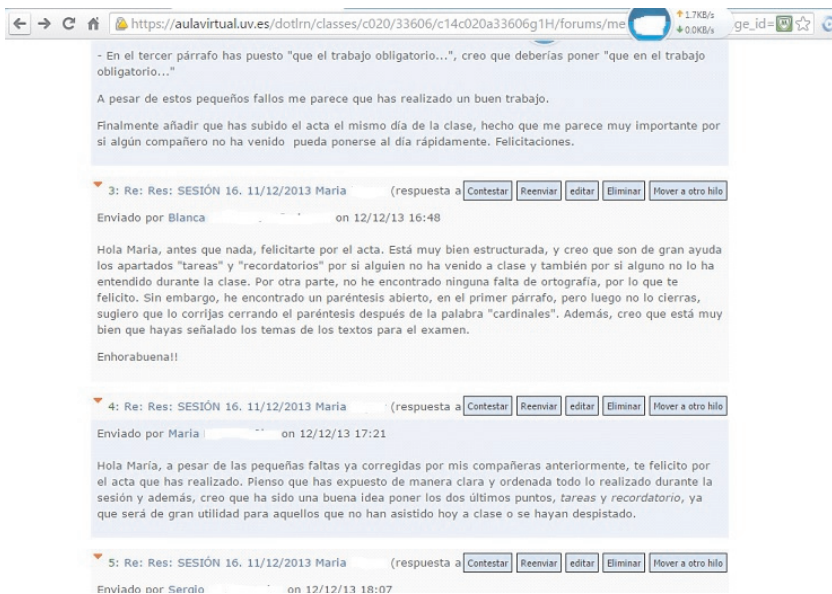 https://aulavirtual.uv.es/dotlrn/classes/c020/33606/c14c020a33606g1H/forums/me
1.7KB/s
0.0KB/s
ge_id=
- En el tercer párrafo has puesto "que el trabajo obligatorio...", creo que deberías poner "que en el trabajo
obligatorio..."
A pesar de estos pequeños fallos me parece que has realizado un buen trabajo.
Finalmente añadir que has subido el acta el mismo día de la clase, hecho que me parece muy importante por
si algún compañero no ha venido pueda ponerse al día rápidamente. Felicitaciones.
3: Re: Res: SESIÓN 16. 11/12/2013 Maria (respuesta a Contestar Reenviar editar Eliminar Mover a otro hilo
Enviado por Blanca on 12/12/13 16:48
Hola Maria, antes que nada, felicitarte por el acta. Está muy bien estructurada, y creo que son de gran ayuda
los apartados "tareas" y "recordatorios" por si alguien no ha venido a clase y también por si alguno no lo ha
entendido durante la clase. Por otra parte, no he encontrado ninguna falta de ortografía, por lo que te
felicito. Sin embargo, he encontrado un paréntesis abierto, en el primer párrafo, pero luego no lo cierras,
sugiero que lo corrijas cerrando el paréntesis después de la palabra "cardinales". Además, creo que está muy
bien que hayas señalado los temas de los textos para el examen.
Enhorabuena!!
4: Re: Res: SESIÓN 16. 11/12/2013 Maria (respuesta a Contestar Reenviar editar Eliminar Mover a otro hilo
Enviado por Maria on 12/12/13 17:21
Hola María, a pesar de las pequeñas faltas ya corregidas por mis compañeras anteriormente, te felicito por
el acta que has realizado. Pienso que has expuesto de manera clara y ordenada todo lo realizado durante la
sesión y además, creo que ha sido una buena idea poner los dos últimos puntos, tareas y recordatorio, ya
que será de gran utilidad para aquellos que no han asistido hoy a clase o se hayan despistado.
5: Re: Res: SESIÓN 16. 11/12/2013 Maria (respuesta a Contestar Reenviar editar Eliminar Mover a otro hilo
Enviado por Sergio on 12/12/13 18:07